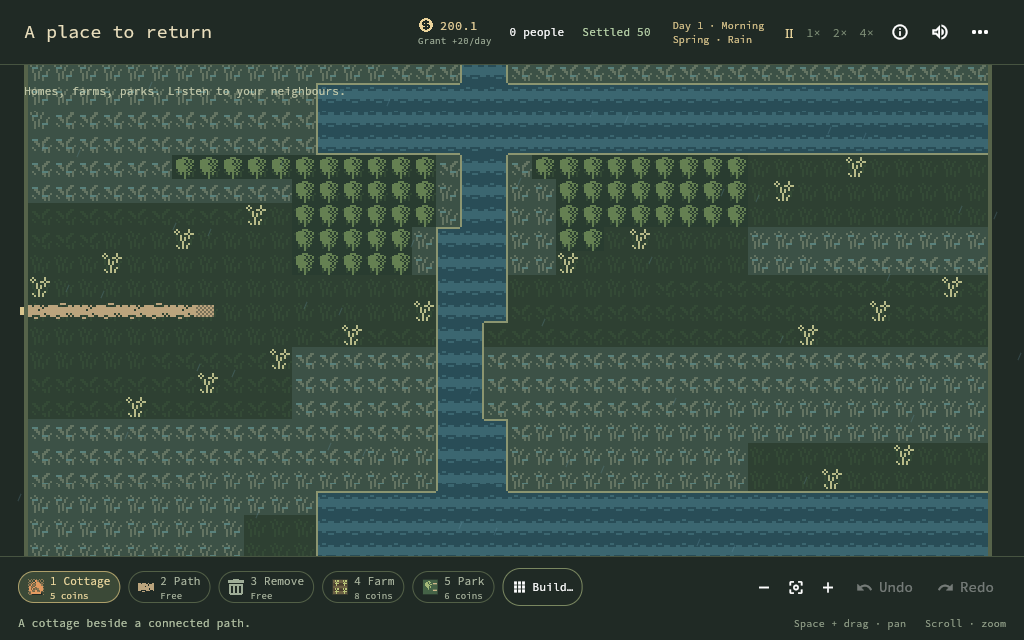 A place to return
200.1
Grant +20/day
0 people
Settled 50
Day 1 · Morning
Spring · Rain
II
1×
2×
4×
Homes, farms, parks. Listen to your neighbours.
1 Cottage
5 coins
2 Path
Free
3 Remove
Free
4 Farm
8 coins
5 Park
6 coins
Build…
Undo
Redo
A cottage beside a connected path.
Space + drag · pan
Scroll · zoom